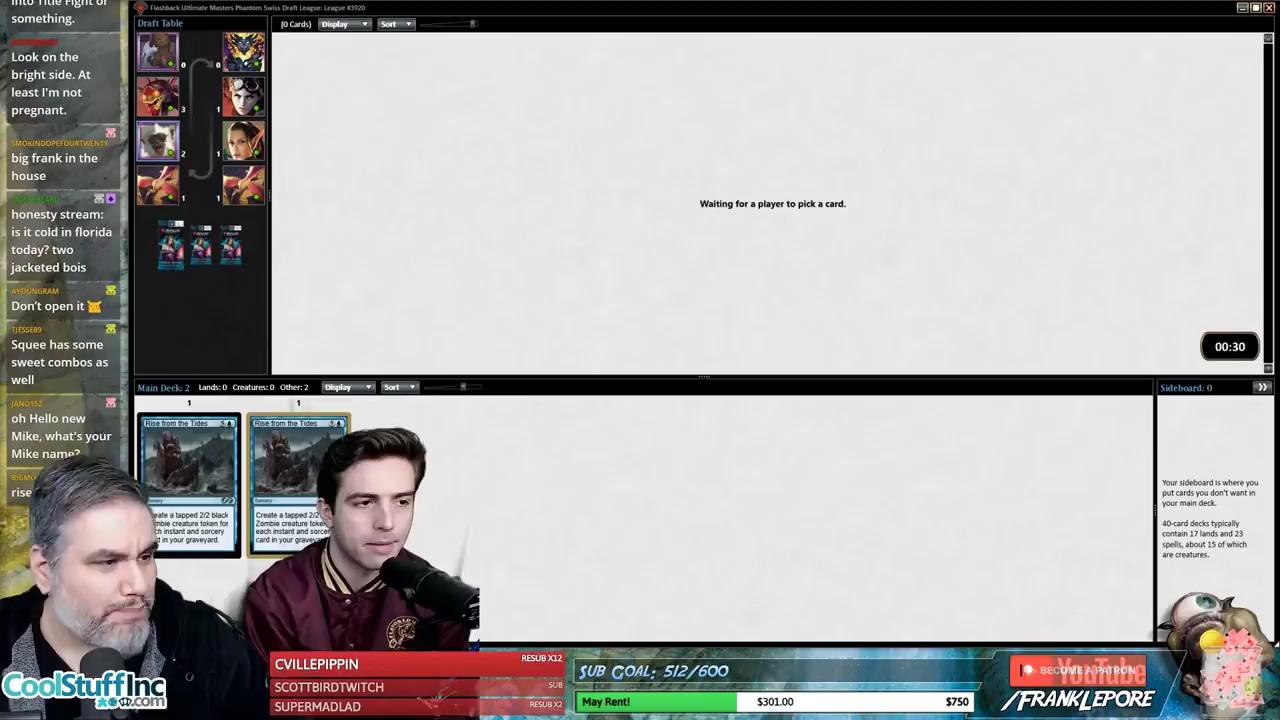 Flashback Ultimate Masters Phantom Swiss Draft League: League #3920
Draft Table
(0 Cards)
Display
Sort
0
0
3
1
2
1
1
1
Waiting for a player to pick a card.
00:30
into Title Fight or
something.
Look on the
bright side. At
least I'm not
pregnant.
SMOKINDOPEFOURTWENTY
big frank in the
house
honesty stream:
is it cold in florida
today? two
jacketed bois
AYOUNGRAM
Don't open it
TJESSE89
Squee has some
sweet combos as
well
JANO152
oh Hello new
Mike, what's your
Mike name?
rise
Main Deck: 2
Lands: 0 Creatures: 0 Other: 2
Display
Sort
Sideboard: 0
1
1
Rise from the Tides
Rise from the Tides
Create a tapped 2/2
Zombie creature token
each instant and sorcery
card in your graveyard.
Your sideboard is where you
put cards you don't want in
your main deck.
40-card decks typically
contain 17 lands and 23
spells, about 15 of which
are creatures.
CVILLEPIPPIN
RESUB X12
SCOTTBIRDTWITCH
SUB
SUPERMADLAD
RESUB X2
SUB GOAL: 512/600
May Rent!
$301.00
$750
BECOME A PATRON
YouTube
/FRANKLEPORE
CoolStuffInc
.com